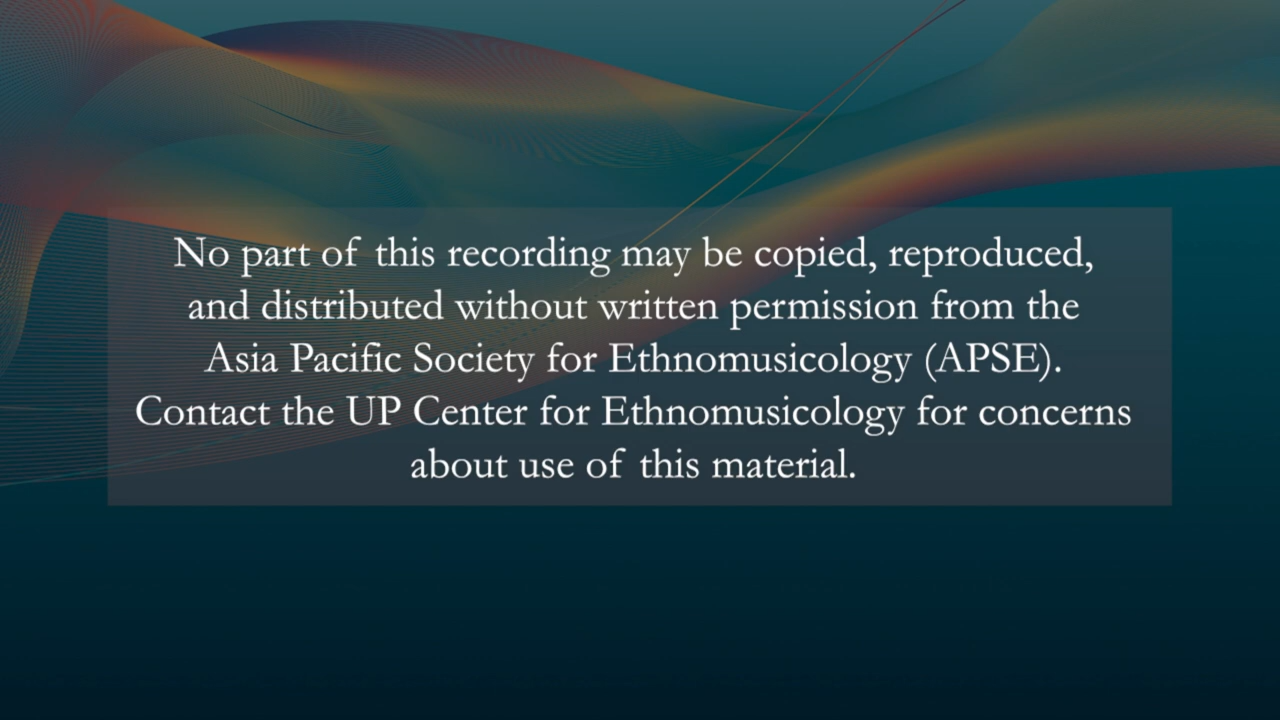 No part of this recording may be copied, reproduced,
and distributed without written permission from the
Asia Pacific Society for Ethnomusicology (APSE).
Contact the UP Center for Ethnomusicology for concerns
about use of this material.